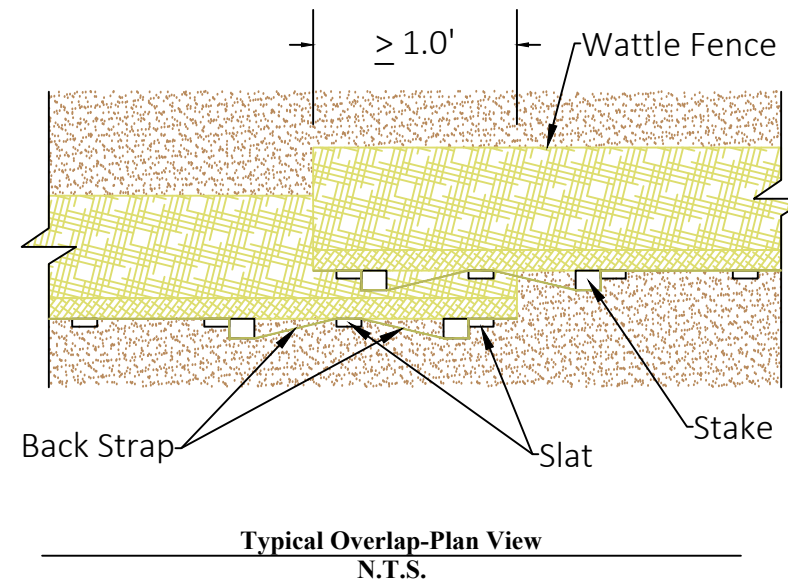 ≥ 1.0'
Wattle Fence
Back Strap
Slat
Stake
Typical Overlap-Plan View
N.T.S.